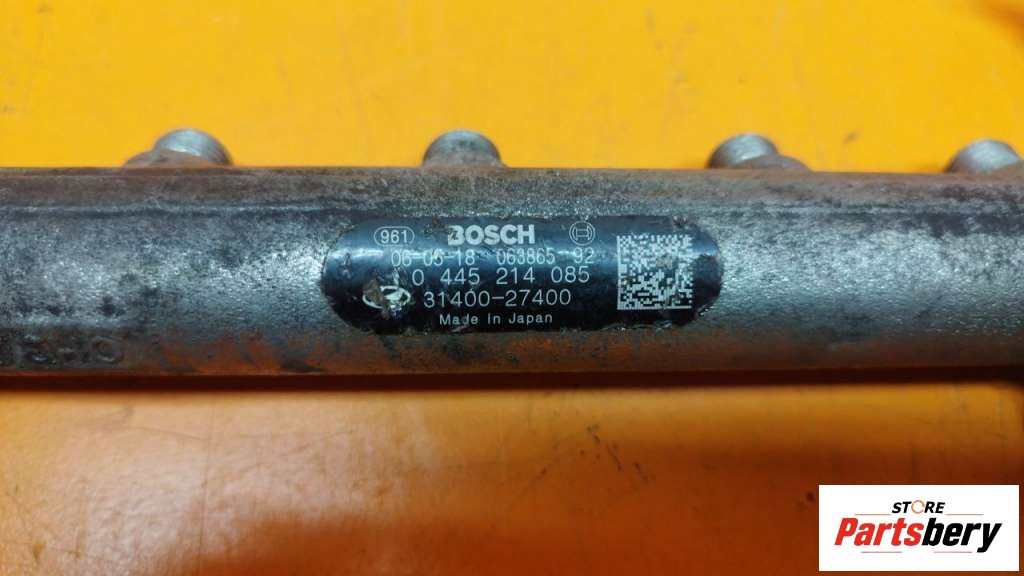 961 BOSCH
06-05-18 063865 92
0 445 214 085
31400-27400
Made In Japan
STORE
Partsbery